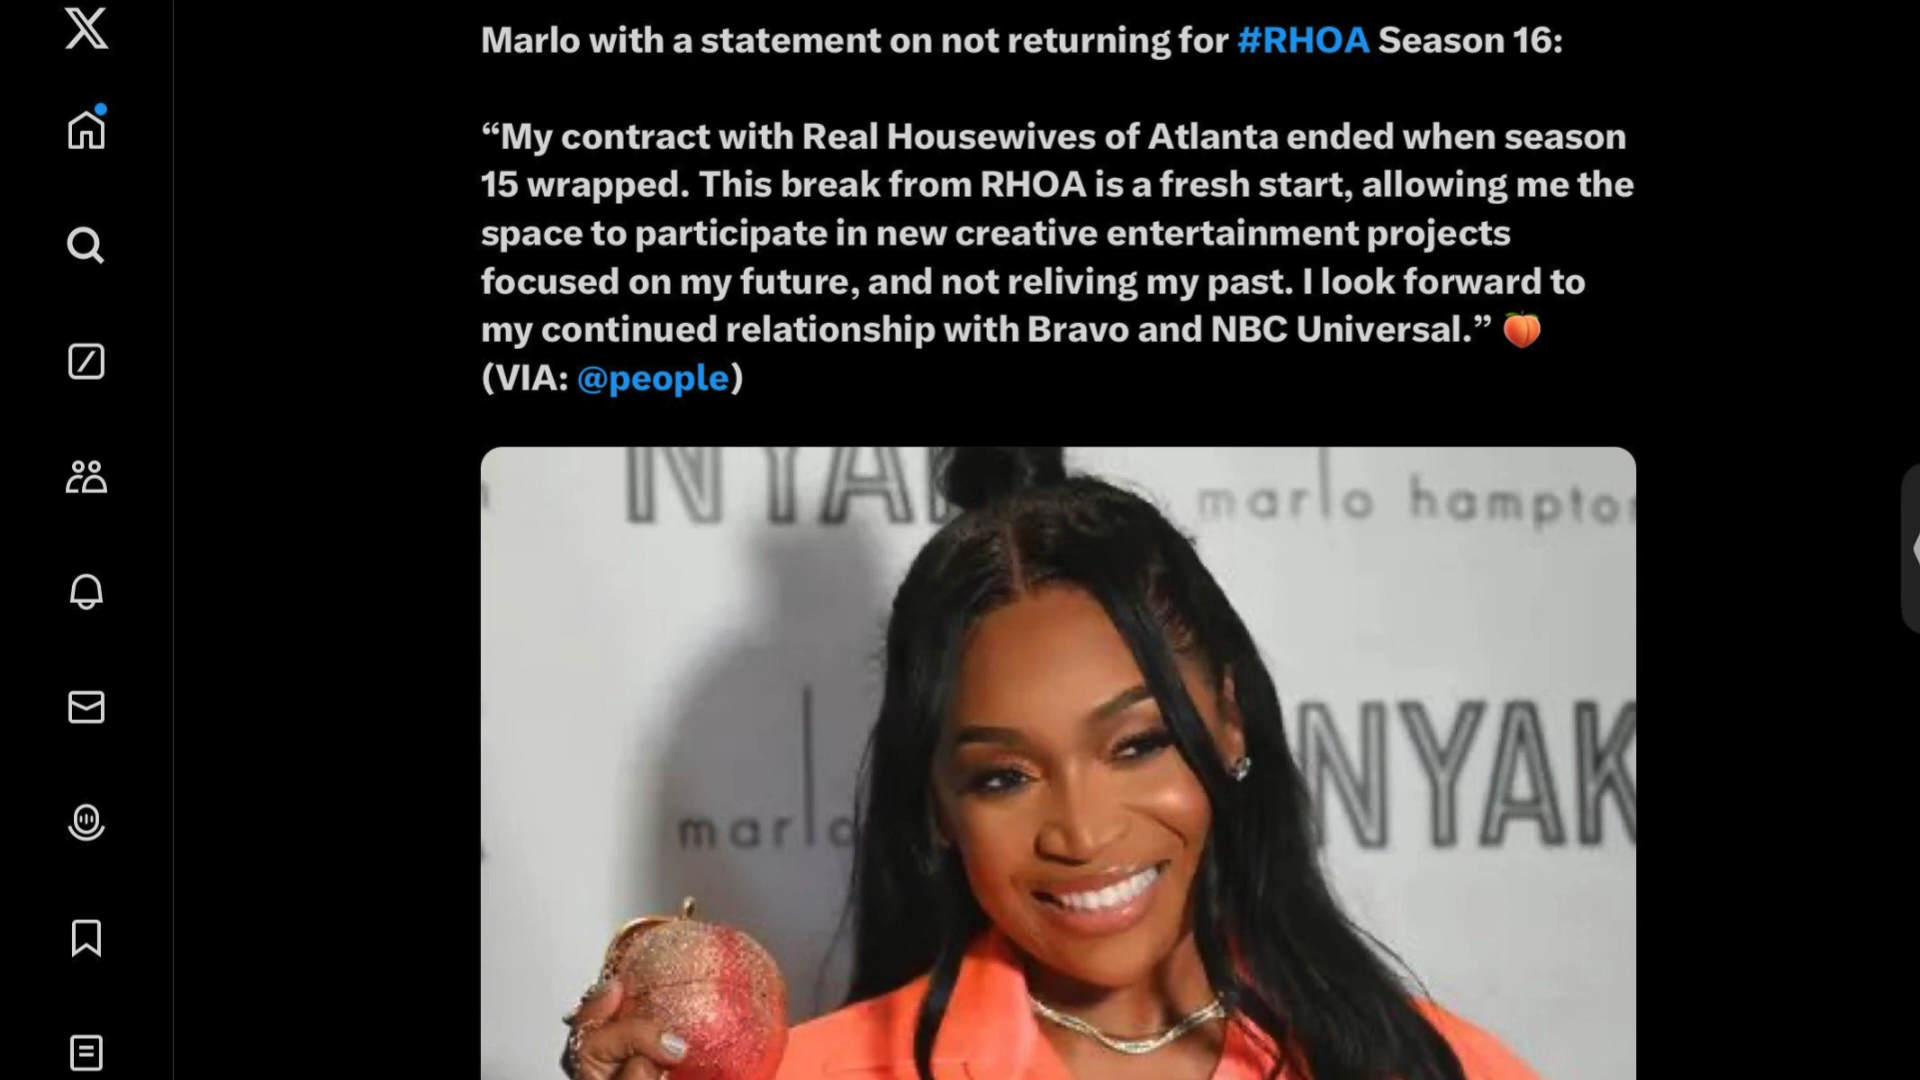 Marlo with a statement on not returning for #RHOA Season 16:
“My contract with Real Housewives of Atlanta ended when season
15 wrapped. This break from RHOA is a fresh start, allowing me the
space to participate in new creative entertainment projects
focused on my future, and not reliving my past. I look forward to
my continued relationship with Bravo and NBC Universal.” 🍑
(VIA: @people)
NYAK
marlo hampton
NYAK
marlo